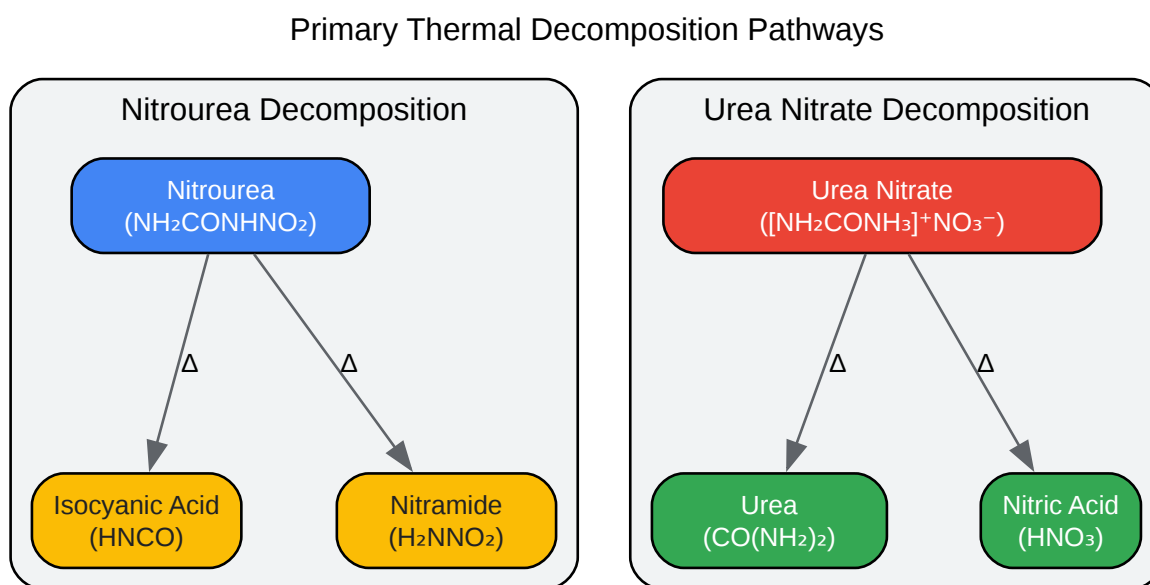 Primary Thermal Decomposition Pathways
Nitrourea Decomposition
Nitrourea
(NH₂CONHNO₂)
Δ
Δ
Isocyanic Acid
(HNCO)
Nitramide
(H₂NNO₂)
Urea Nitrate Decomposition
Urea Nitrate
([NH₂CONH₃]⁺NO₃⁻)
Δ
Δ
Urea
(CO(NH₂)₂)
Nitric Acid
(HNO₃)